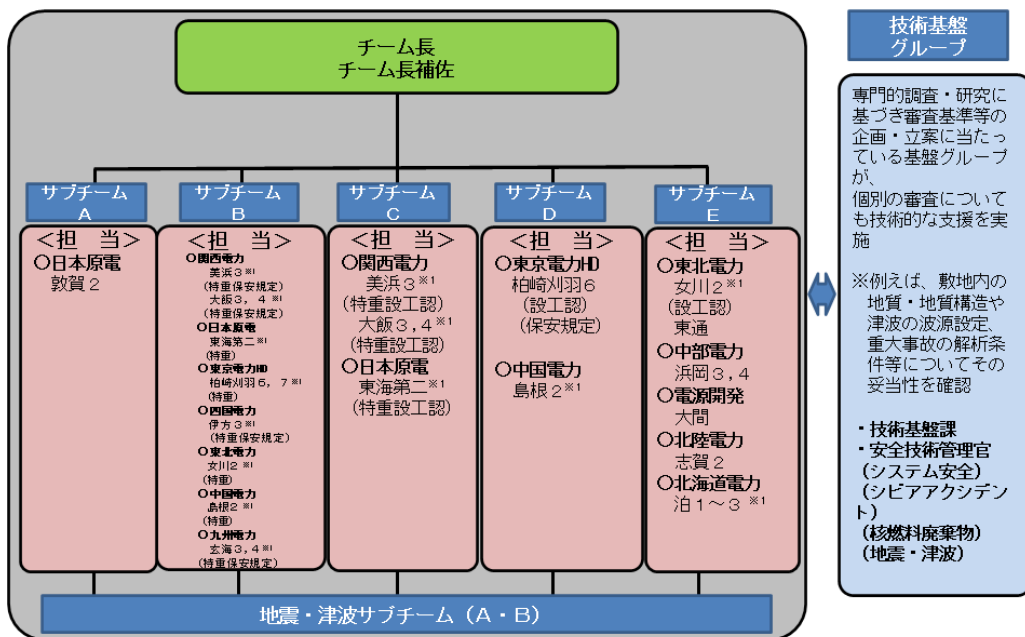 チーム長
チーム長補佐
サブチーム
A
＜担　当＞
〇日本原電
敦賀２
サブチーム
B
＜担　当＞
〇関西電力
美浜３※1
(特重保安規定)
大飯３，４※1
(特重保安規定)
〇日本原電
東海第二※1
(特重)
〇東京電力HD
柏崎刈羽６，７※1
(特重)
〇四国電力
伊方３※1
(特重保安規定)
〇東北電力
女川２※1
(特重)
〇中国電力
島根２※1
(特重)
〇九州電力
玄海３，４※1
(特重保安規定)
サブチーム
C
＜担　当＞
〇関西電力
美浜３※1
(特重設工認)
大飯３，４※1
(特重設工認)
〇日本原電
東海第二※1
(特重設工認)
サブチーム
D
＜担　当＞
〇東京電力HD
柏崎刈羽６
(設工認)
(保安規定)
〇中国電力
島根２※1
サブチーム
E
＜担　当＞
〇東北電力
女川２※1
(設工認)
東通
〇中部電力
浜岡３，４
〇電源開発
大間
〇北陸電力
志賀２
〇北海道電力
泊１～３※1
地震・津波サブチーム（A・B）
技術基盤
グループ
専門的調査・研究に
基づき審査基準等の
企画・立案に当たっ
ている基盤グループ
が、
個別の審査について
も技術的な支援を実
施
※例えば、敷地内の
地質・地質構造や
津波の波源設定、
重大事故の解析条
件等についてその
妥当性を確認
・技術基盤課
・安全技術管理官
(システム安全)
(シビアアクシデン
ト)
(核燃料廃棄物)
(地震・津波)